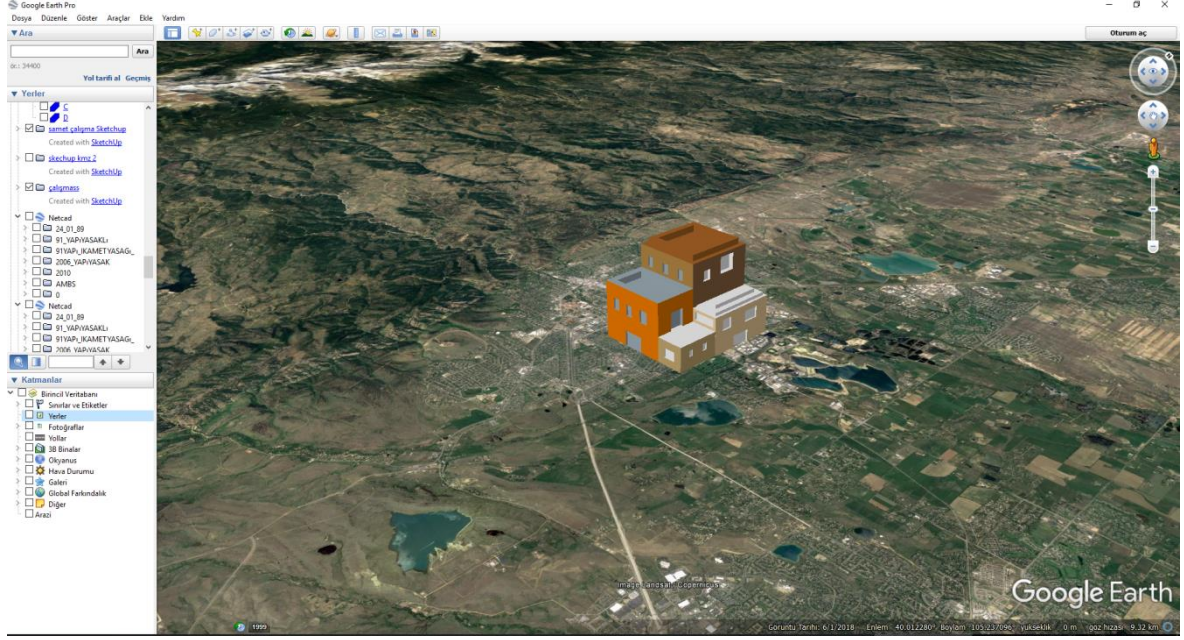 Google Earth Pro
Dosya Düzenle Göster Araçlar Ekle Yardım
Ara
Oturum aç
Ara
ör.: 34400
Yol tarifi al Geçmiş
Yerler
C
D
samet çalışma Sketchup
Created with SketchUp
skechup kmz 2
Created with SketchUp
çalışmass
Created with SketchUp
Netcad
24_01_89
91_YAPıYASAKLı
91YAPı_IKAMETYASAGı_
2006_YAPıYASAK
2010
AMBS
0
Netcad
24_01_89
91_YAPıYASAKLı
91YAPı_IKAMETYASAGı_
2006_YAPıYASAK
Katmanlar
Birincil Veritabanı
Sınırlar ve Etiketler
Yerler
Fotoğraflar
Yollar
3B Binalar
Okyanus
Hava Durumu
Galeri
Global Farkındalık
Diğer
Arazi
Image Landsat / Copernicus
Google Earth
1999
Görüntü Tarihi: 6/1/2018 Enlem 40.012280° Boylam 105.237096° yükseklik 0 m göz hizası 9.32 km